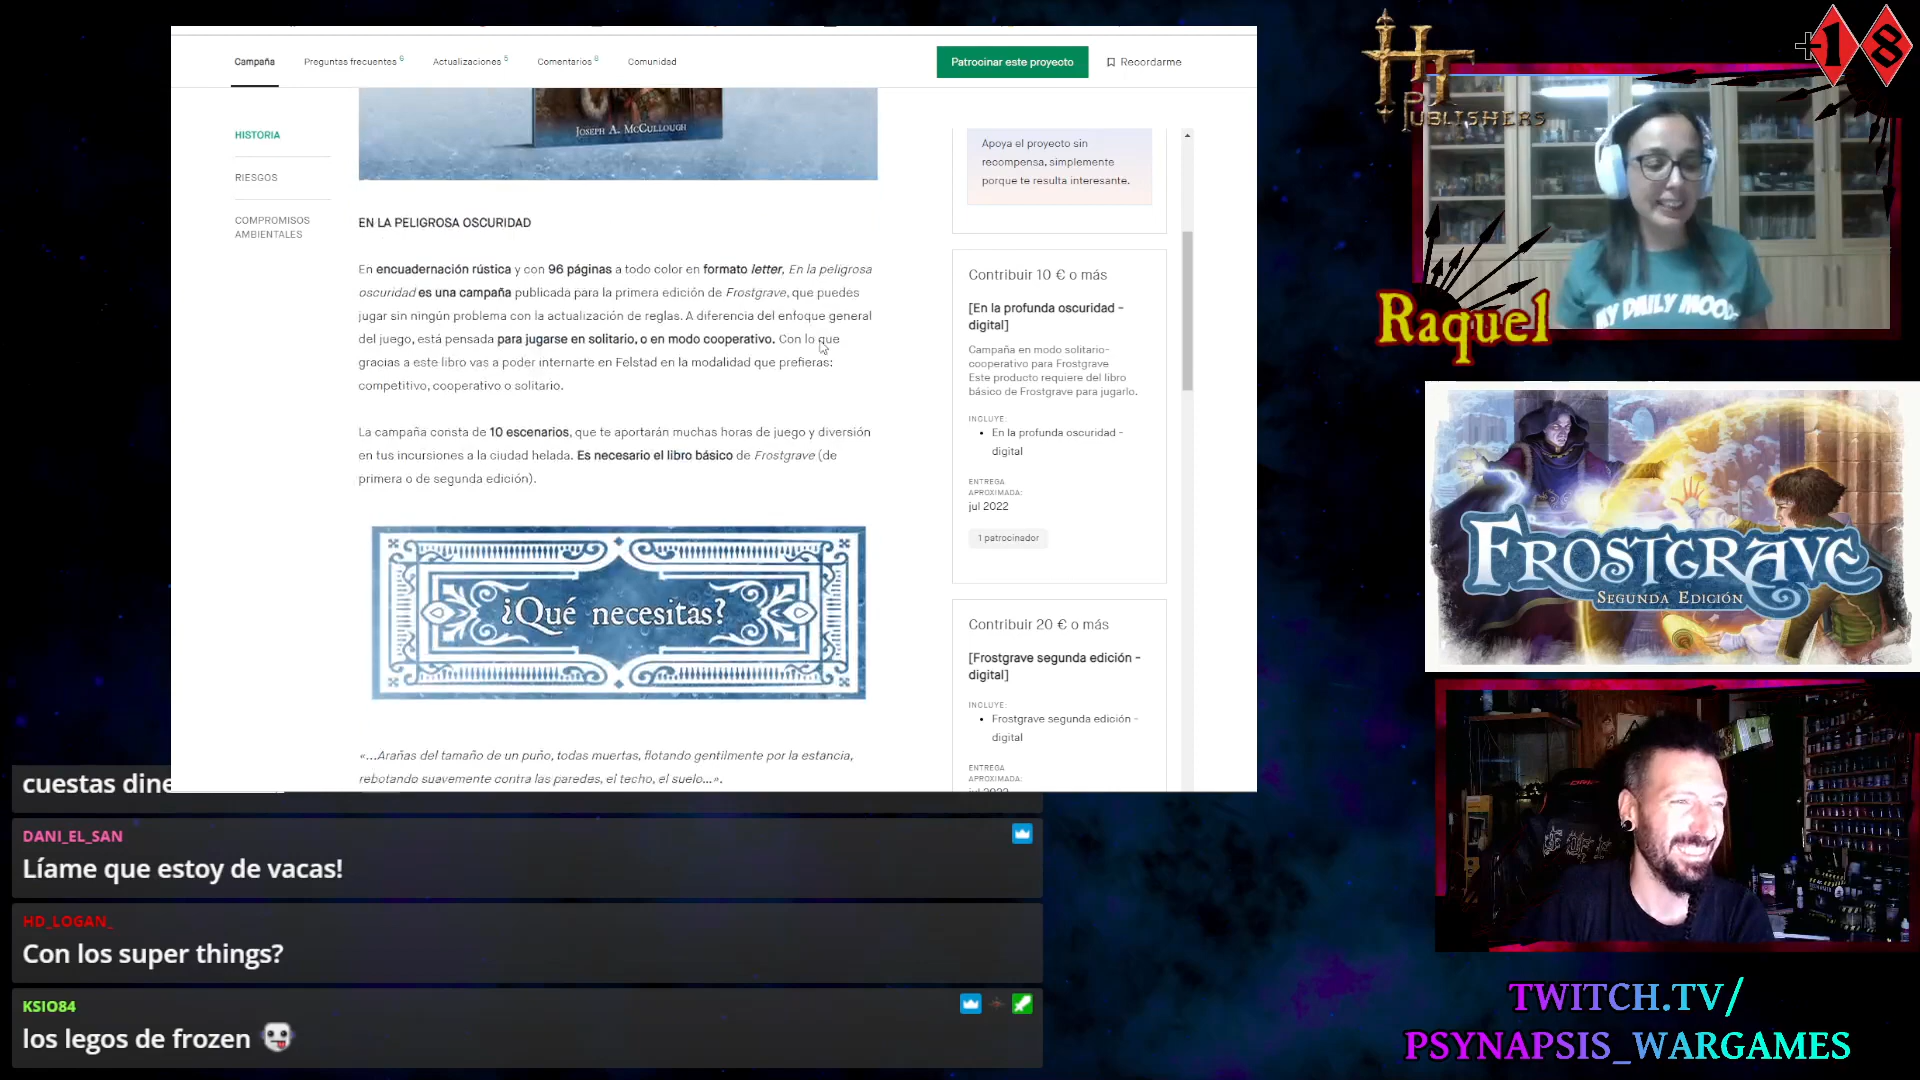 Campaña
Preguntas frecuentes 6
Actualizaciones 5
Comentarios 8
Comunidad
Patrocinar este proyecto
Recordarme
HISTORIA
RIESGOS
COMPROMISOS
AMBIENTALES
JOSEPH A. MCCULLOUGH
EN LA PELIGROSA OSCURIDAD
En encuadernación rústica y con 96 páginas a todo color en formato letter, En la peligrosa
oscuridad es una campaña publicada para la primera edición de Frostgrave, que puedes
jugar sin ningún problema con la actualización de reglas. A diferencia del enfoque general
del juego, está pensada para jugarse en solitario, o en modo cooperativo. Con lo que
gracias a este libro vas a poder internarte en Felstad en la modalidad que prefieras:
competitivo, cooperativo o solitario.
La campaña consta de 10 escenarios, que te aportarán muchas horas de juego y diversión
en tus incursiones a la ciudad helada. Es necesario el libro básico de Frostgrave (de
primera o de segunda edición).
¿Qué necesitas?
«...Arañas del tamaño de un puño, todas muertas, flotando gentilmente por la estancia,
rebotando suavemente contra las paredes, el techo, el suelo...».
Apoya el proyecto sin
recompensa, simplemente
porque te resulta interesante.
Contribuir 10 € o más
[En la profunda oscuridad -
digital]
Campaña en modo solitario-
cooperativo para Frostgrave
Este producto requiere del libro
básico de Frostgrave para jugarlo.
INCLUYE:
• En la profunda oscuridad -
digital
ENTREGA
APROXIMADA:
jul 2022
1 patrocinador
Contribuir 20 € o más
[Frostgrave segunda edición -
digital]
INCLUYE:
• Frostgrave segunda edición -
digital
ENTREGA
APROXIMADA:
jul 2022
cuestas dine
DANI_EL_SAN
Líame que estoy de vacas!
HD_LOGAN_
Con los super things?
KSIO84
los legos de frozen
HT
PUBLISHERS
+18
MY DAILY MOOD
Raquel
FROSTGRAVE
SEGUNDA EDICIÓN
TWITCH.TV/
PSYNAPSIS_WARGAMES